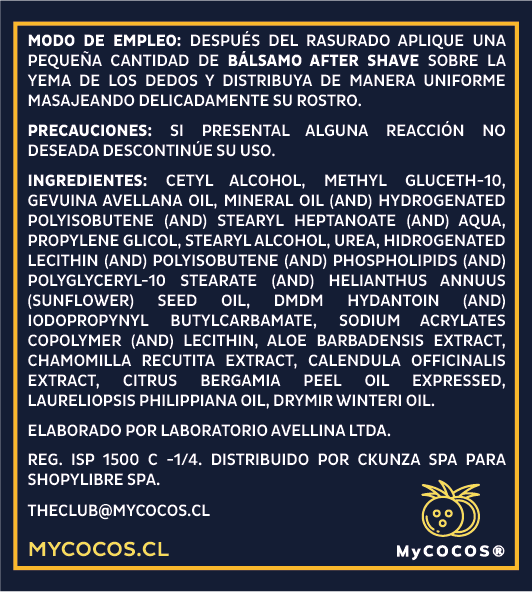 MODO DE EMPLEO: DESPUÉS DEL RASURADO APLIQUE UNA
PEQUEÑA CANTIDAD DE BÁLSAMO AFTER SHAVE SOBRE LA
YEMA DE LOS DEDOS Y DISTRIBUYA DE MANERA UNIFORME
MASAJEANDO DELICADAMENTE SU ROSTRO.
PRECAUCIONES: SI PRESENTAL ALGUNA REACCIÓN NO
DESEADA DESCONTINÚE SU USO.
INGREDIENTES: CETYL ALCOHOL, METHYL GLUCETH-10,
GEVUINA AVELLANA OIL, MINERAL OIL (AND) HYDROGENATED
POLYISOBUTENE (AND) STEARYL HEPTANOATE (AND) AQUA,
PROPYLENE GLICOL, STEARYL ALCOHOL, UREA, HIDROGENATED
LECITHIN (AND) POLYISOBUTENE (AND) PHOSPHOLIPIDS (AND)
POLYGLYCERYL-10 STEARATE (AND) HELIANTHUS ANNUUS
(SUNFLOWER) SEED OIL, DMDM HYDANTOIN (AND)
IODOPROPYNYL BUTYLCARBAMATE, SODIUM ACRYLATES
COPOLYMER (AND) LECITHIN, ALOE BARBADENSIS EXTRACT,
CHAMOMILLA RECUTITA EXTRACT, CALENDULA OFFICINALIS
EXTRACT, CITRUS BERGAMIA PEEL OIL EXPRESSED,
LAURELIOPSIS PHILIPPIANA OIL, DRYMIR WINTERI OIL.
ELABORADO POR LABORATORIO AVELLINA LTDA.
REG. ISP 1500 C -1/4. DISTRIBUIDO POR CKUNZA SPA PARA
SHOPYLIBRE SPA.
THECLUB@MYCOCOS.CL
MYCOCOS.CL
MyCOCOS®